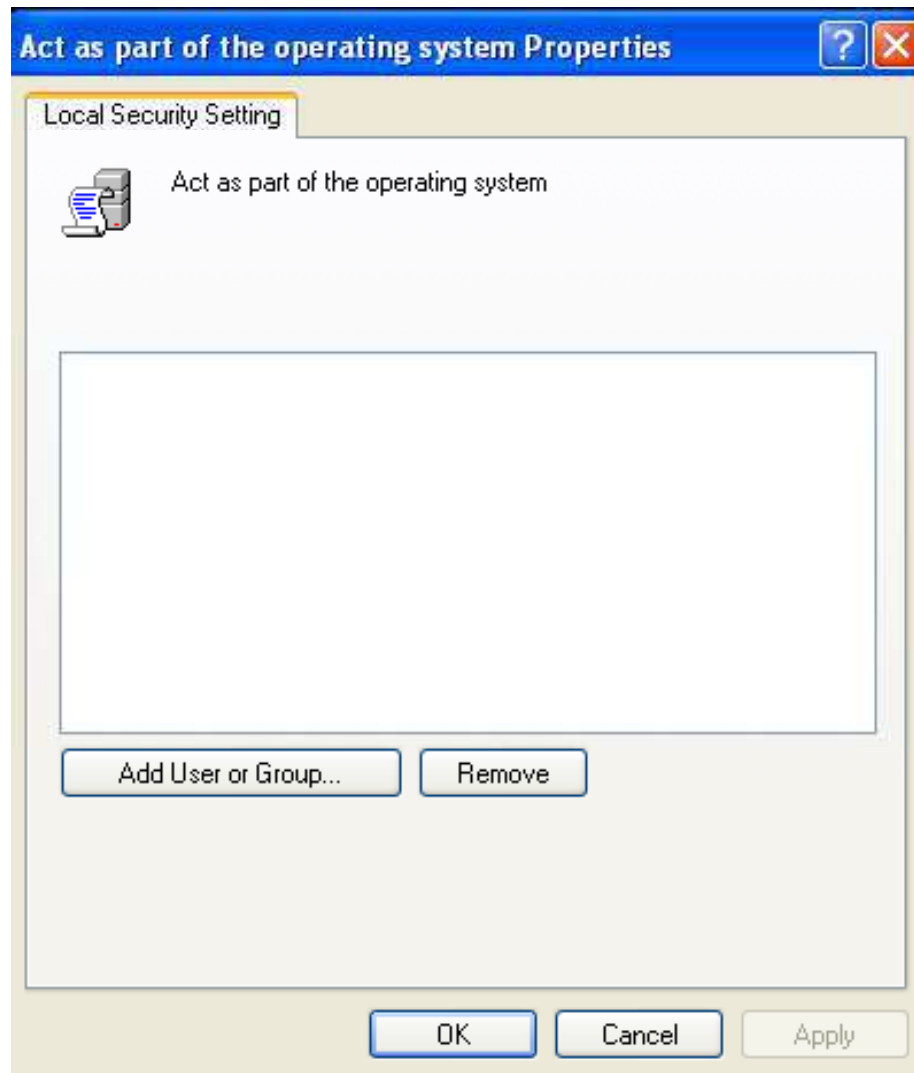 Act as part of the operating system Properties
Local Security Setting
Act as part of the operating system
Add User or Group... Remove
OK Cancel Apply